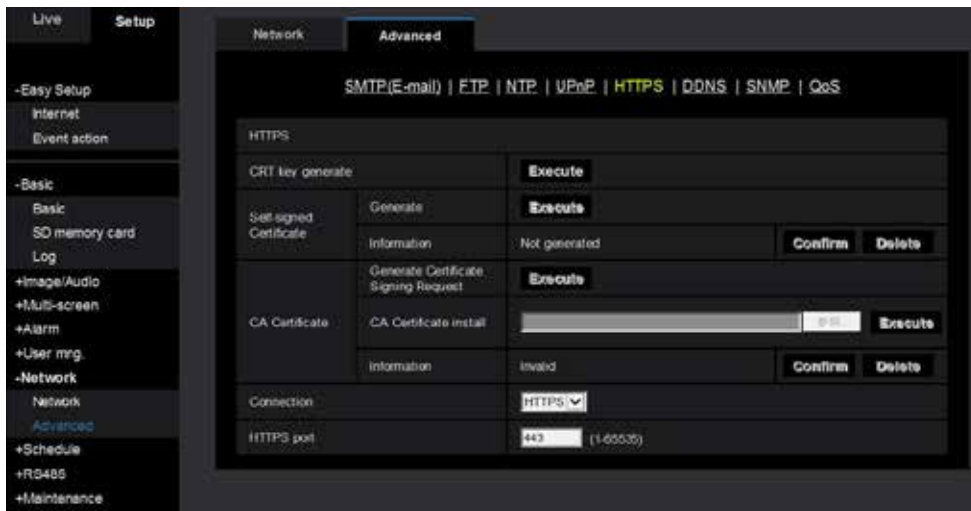 Live Setup
-Easy Setup
Internet
Event action
-Basic
Basic
SD memory card
Log
+Image/Audio
+Multi-screen
+Alarm
+User mrg.
-Network
Network
Advanced
+Schedule
+RS485
+Maintenance
Network Advanced
SMTP(E-mail) | FTP | NTP | UPnP | HTTPS | DDNS | SNMP | QoS
HTTPS
CRT key generate Execute
Self-signed
Certificate
Generate Execute
Information Not generated Confirm Delete
CA Certificate
Generate Certificate
Signing Request
Execute
CA Certificate install Execute
Information Invalid Confirm Delete
Connection HTTPS
HTTPS port 443 (1-65535)